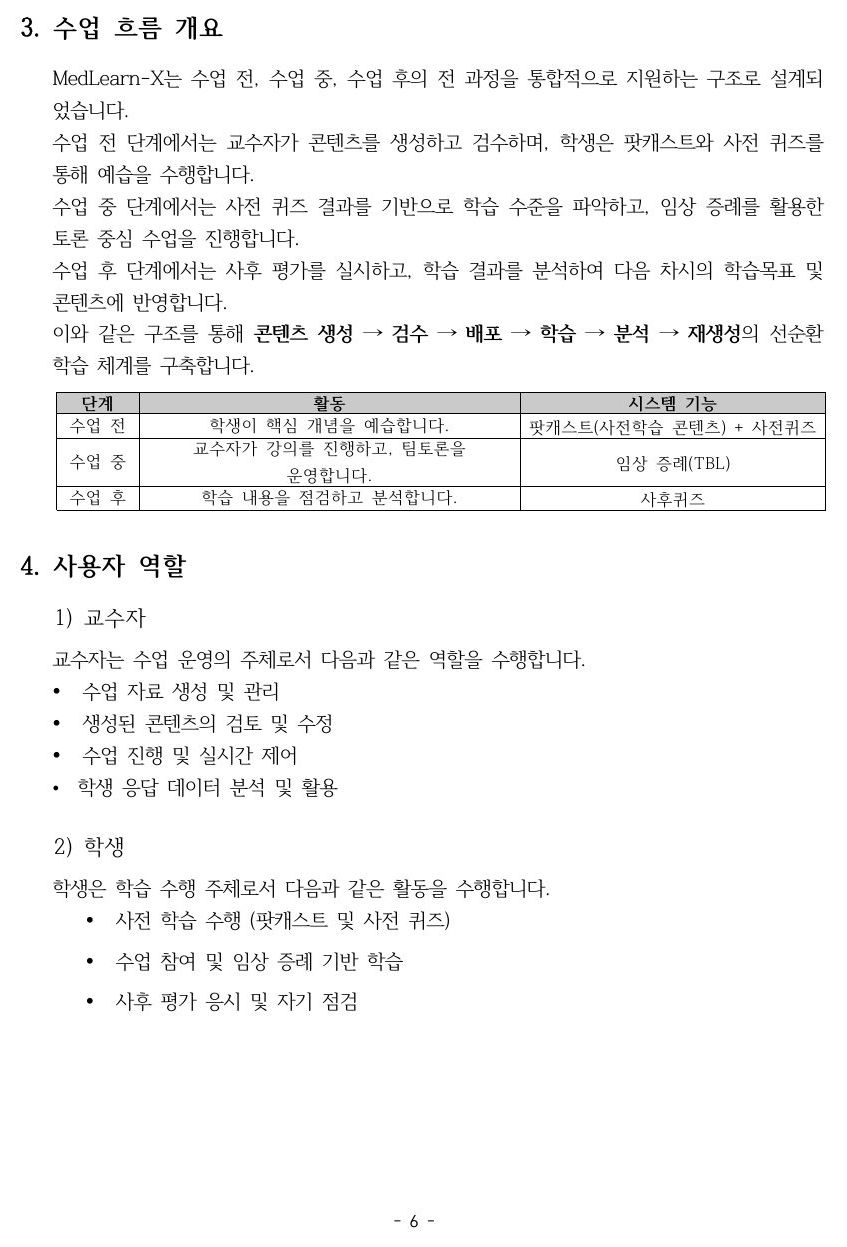 3. 수업 흐름 개요
MedLearn-X는 수업 전, 수업 중, 수업 후의 전 과정을 통합적으로 지원하는 구조로 설계되
었습니다.
수업 전 단계에서는 교수자가 콘텐츠를 생성하고 검수하며, 학생은 팟캐스트와 사전 퀴즈를
통해 예습을 수행합니다.
수업 중 단계에서는 사전 퀴즈 결과를 기반으로 학습 수준을 파악하고, 임상 증례를 활용한
토론 중심 수업을 진행합니다.
수업 후 단계에서는 사후 평가를 실시하고, 학습 결과를 분석하여 다음 차시의 학습목표 및
콘텐츠에 반영합니다.
이와 같은 구조를 통해 콘텐츠 생성 → 검수 → 배포 → 학습 → 분석 → 재생성의 선순환
학습 체계를 구축합니다.
단계 활동 시스템 기능
수업 전 학생이 핵심 개념을 예습합니다. 팟캐스트(사전학습 콘텐츠) + 사전퀴즈
수업 중 교수자가 강의를 진행하고, 팀토론을
운영합니다. 임상 증례(TBL)
수업 후 학습 내용을 점검하고 분석합니다. 사후퀴즈
4. 사용자 역할
1) 교수자
교수자는 수업 운영의 주체로서 다음과 같은 역할을 수행합니다.
• 수업 자료 생성 및 관리
• 생성된 콘텐츠의 검토 및 수정
• 수업 진행 및 실시간 제어
• 학생 응답 데이터 분석 및 활용
2) 학생
학생은 학습 수행 주체로서 다음과 같은 활동을 수행합니다.
• 사전 학습 수행 (팟캐스트 및 사전 퀴즈)
• 수업 참여 및 임상 증례 기반 학습
• 사후 평가 응시 및 자기 점검
- 6 -